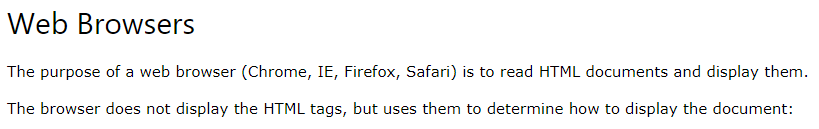 Web Browsers
The purpose of a web browser (Chrome, IE, Firefox, Safari) is to read HTML documents and display them.
The browser does not display the HTML tags, but uses them to determine how to display the document: